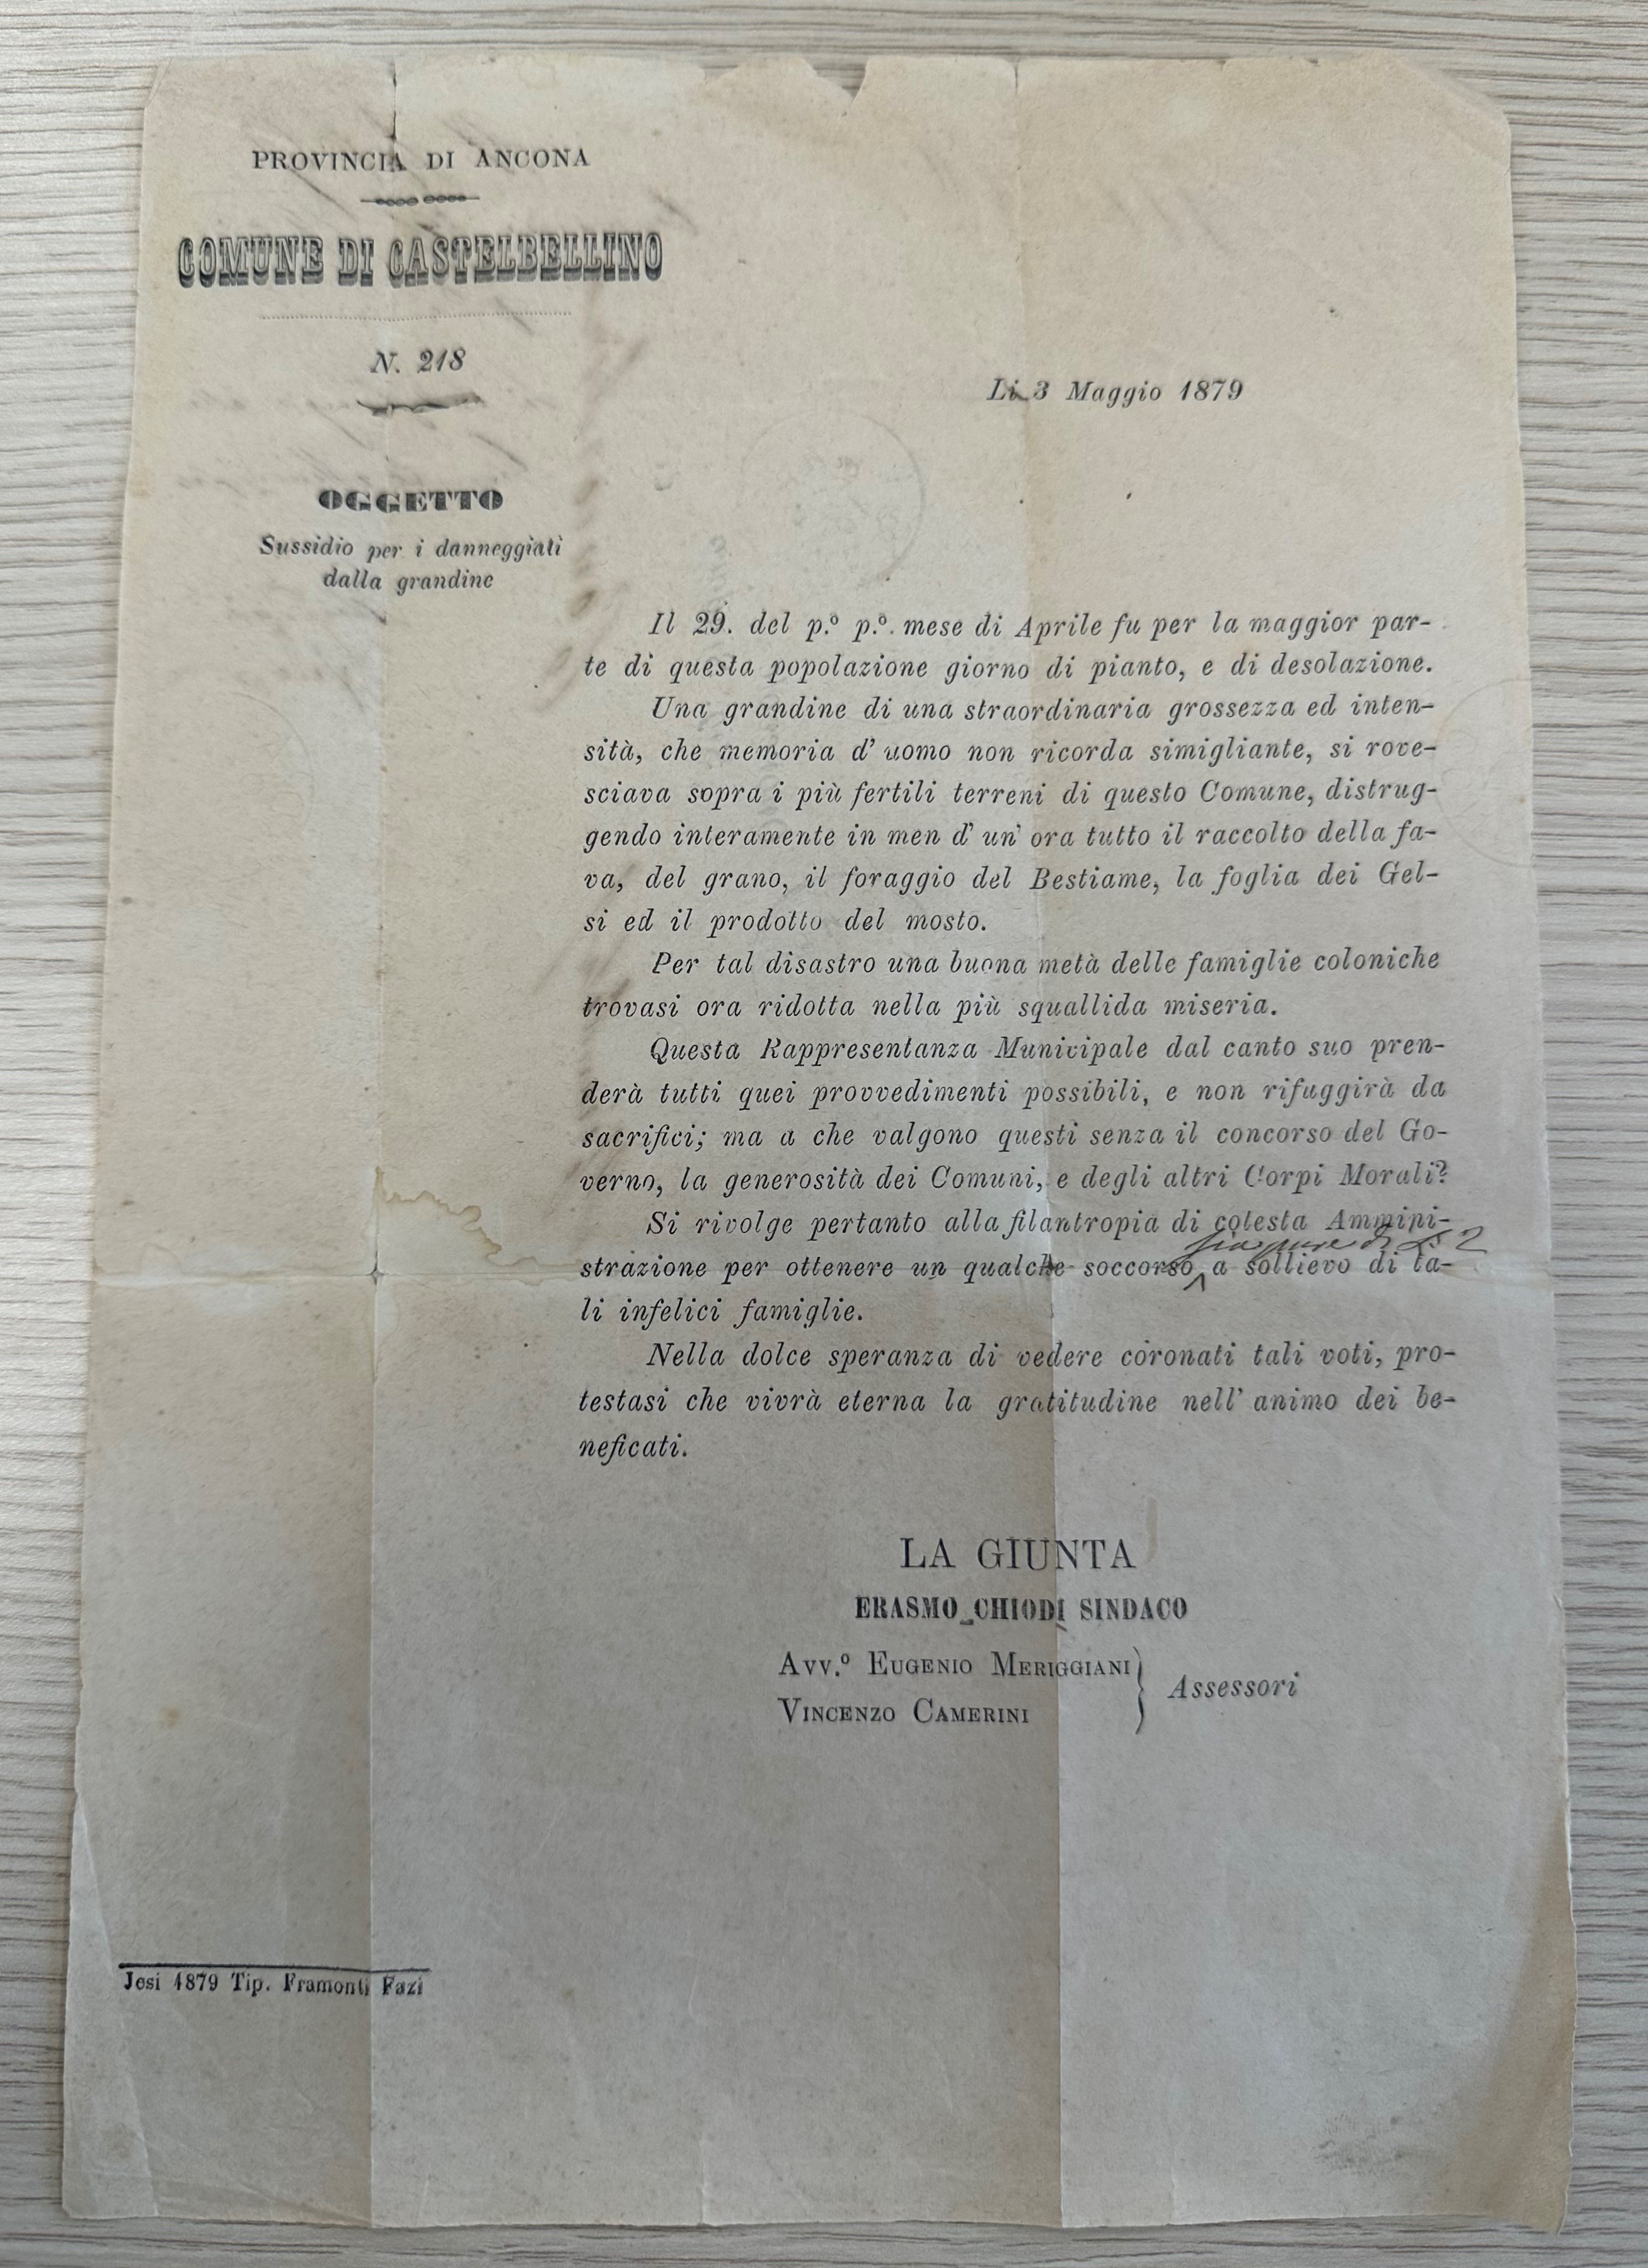 PROVINCIA DI ANCONA
COMUNE DI CASTELBELLINO
N. 218
Li 3 Maggio 1879
OGGETTO
Sussidio per i danneggiati
dalla grandine
Il 29. del p.º p.º mese di Aprile fu per la maggior par-
te di questa popolazione giorno di pianto, e di desolazione.
Una grandine di una straordinaria grossezza ed inten-
sità, che memoria d' uomo non ricorda simigliante, si rove-
sciava sopra i più fertili terreni di questo Comune, distrug-
gendo interamente in men d' un' ora tutto il raccolto della fa-
va, del grano, il foraggio del Bestiame, la foglia dei Gel-
si ed il prodotto del mosto.
Per tal disastro una buona metà delle famiglie coloniche
trovasi ora ridotta nella più squallida miseria.
Questa Rappresentanza Municipale dal canto suo pren-
derà tutti quei provvedimenti possibili, e non rifuggirà da
sacrifici; ma a che valgono questi senza il concorso del Go-
verno, la generosità dei Comuni, e degli altri Corpi Morali?
Si rivolge pertanto alla filantropia di cotesta Ammini-
sia pure di L. 2
strazione per ottenere un qualche soccorso, a sollievo di ta-
li infelici famiglie.
Nella dolce speranza di vedere coronati tali voti, pro-
testasi che vivrà eterna la gratitudine nell' animo dei be-
neficati.
LA GIUNTA
ERASMO CHIODI SINDACO
AVV.º EUGENIO MERIGGIANI
VINCENZO CAMERINI
Assessori
Jesi 1879 Tip. Framonti Fazi